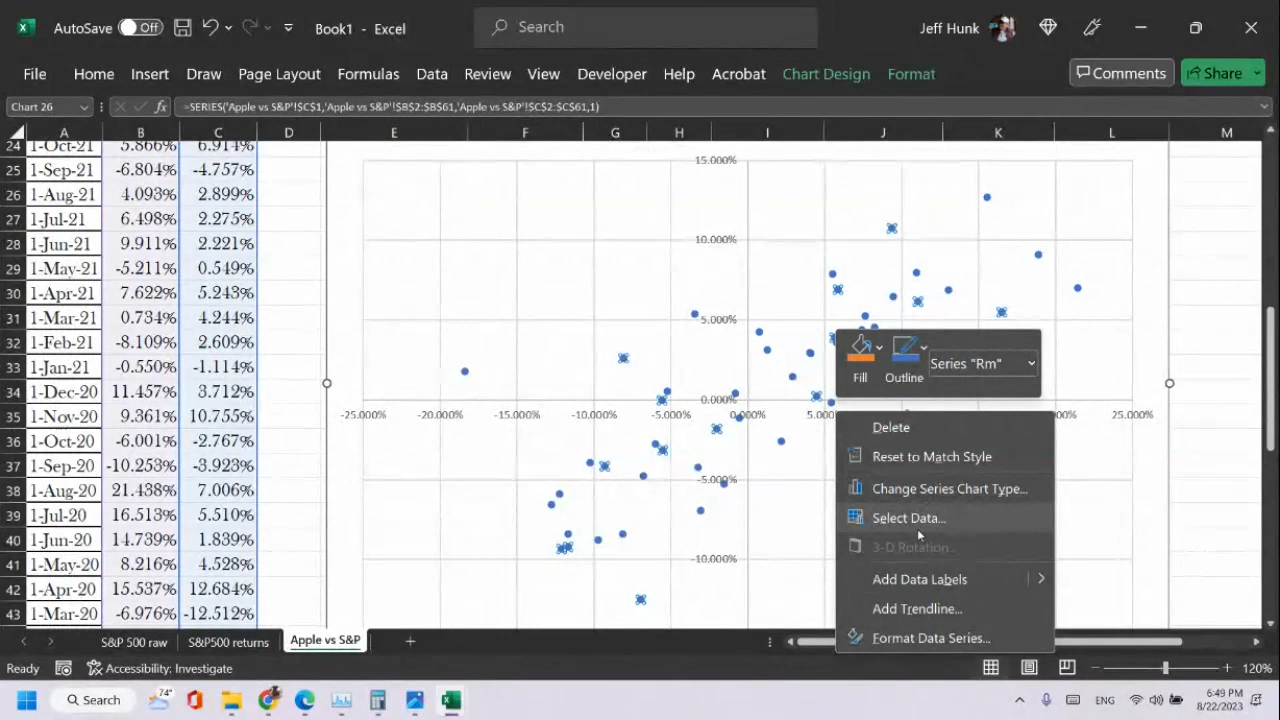 AutoSave Off Book1 - Excel Search Jeff Hunk
File Home Insert Draw Page Layout Formulas Data Review View Developer Help Acrobat Chart Design Format Comments Share
Chart 26 fx =SERIES('Apple vs S&P'!$C$1,'Apple vs S&P'!$B$2:$B$61,'Apple vs S&P'!$C$2:$C$61,1)
A B C D E F G H I J K L M
24 1-Oct-21 5.866% 6.914%
25 1-Sep-21 -6.804% -4.757%
26 1-Aug-21 4.093% 2.899%
27 1-Jul-21 6.498% 2.275%
28 1-Jun-21 9.911% 2.221%
29 1-May-21 -5.211% 0.549%
30 1-Apr-21 7.622% 5.243%
31 1-Mar-21 0.734% 4.244%
32 1-Feb-21 -8.109% 2.609%
33 1-Jan-21 -0.550% -1.114%
34 1-Dec-20 11.457% 3.712%
35 1-Nov-20 9.361% 10.755%
36 1-Oct-20 -6.001% -2.767%
37 1-Sep-20 -10.253% -3.923%
38 1-Aug-20 21.438% 7.006%
39 1-Jul-20 16.513% 5.510%
40 1-Jun-20 14.739% 1.839%
41 1-May-20 8.216% 4.528%
42 1-Apr-20 15.537% 12.684%
43 1-Mar-20 -6.976% -12.512%
15.000%
10.000%
5.000%
0.000%
-25.000% -20.000% -15.000% -10.000% -5.000% 0.000% 25.000%
-5.000%
-10.000%
Series "Rm"
Fill Outline
Delete
Reset to Match Style
Change Series Chart Type...
Select Data...
3-D Rotation...
Add Data Labels
Add Trendline...
Format Data Series...
S&P 500 raw S&P500 returns Apple vs S&P
Ready Accessibility: Investigate 120%
74° Search ENG 6:49 PM
8/22/2023